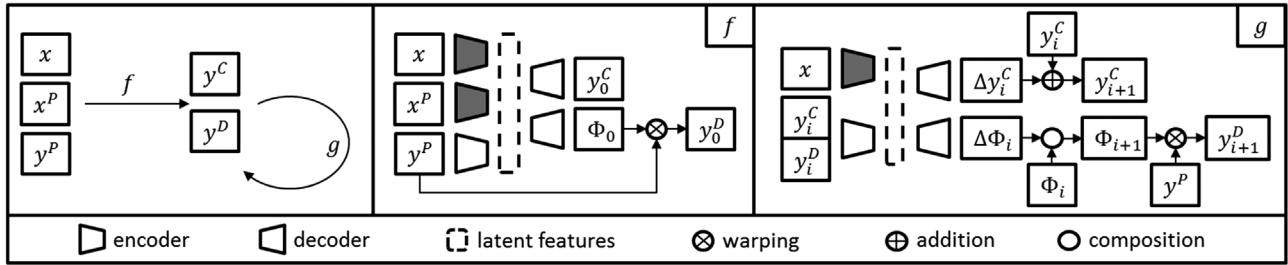 x
x^P
y^P
f
y^C
y^D
g
f
x
x^P
y^P
y_0^C
Φ_0
y_0^D
g
x
y_i^C
y_i^D
Δy_i^C
y_i^C
y_{i+1}^C
ΔΦ_i
Φ_i
Φ_{i+1}
y^P
y_{i+1}^D
encoder decoder latent features warping addition composition